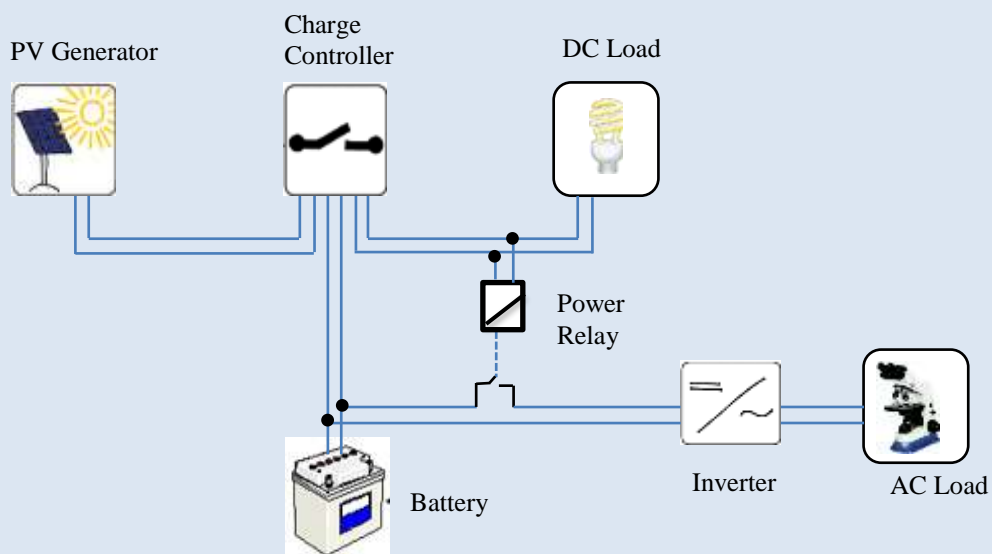 PV Generator
Charge
Controller
DC Load
Power
Relay
Battery
Inverter
AC Load